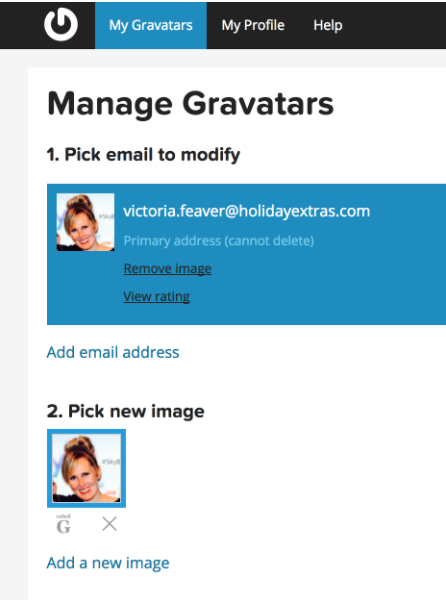 My Gravatars My Profile Help
Manage Gravatars
1. Pick email to modify
victoria.feaver@holidayextras.com
Primary address (cannot delete)
Remove image
View rating
Add email address
2. Pick new image
rated
G
Add a new image